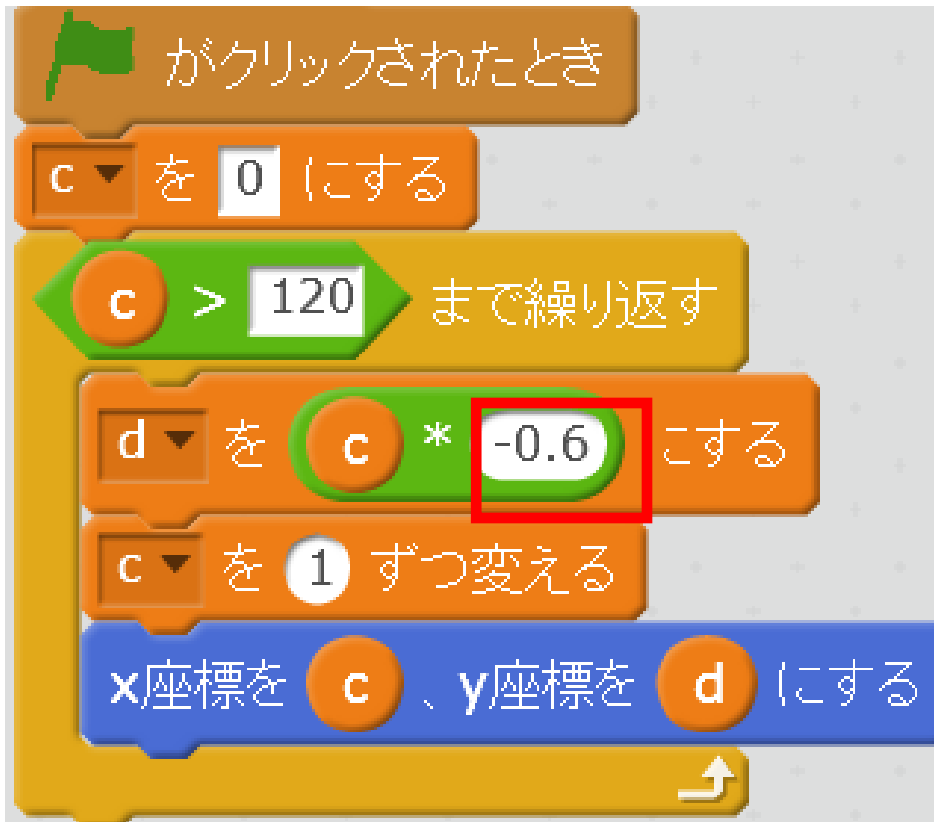 がクリックされたとき
c を 0 にする
c > 120 まで繰り返す
d を c * -0.6 にする
c を 1 ずつ変える
x座標を c 、y座標を d にする